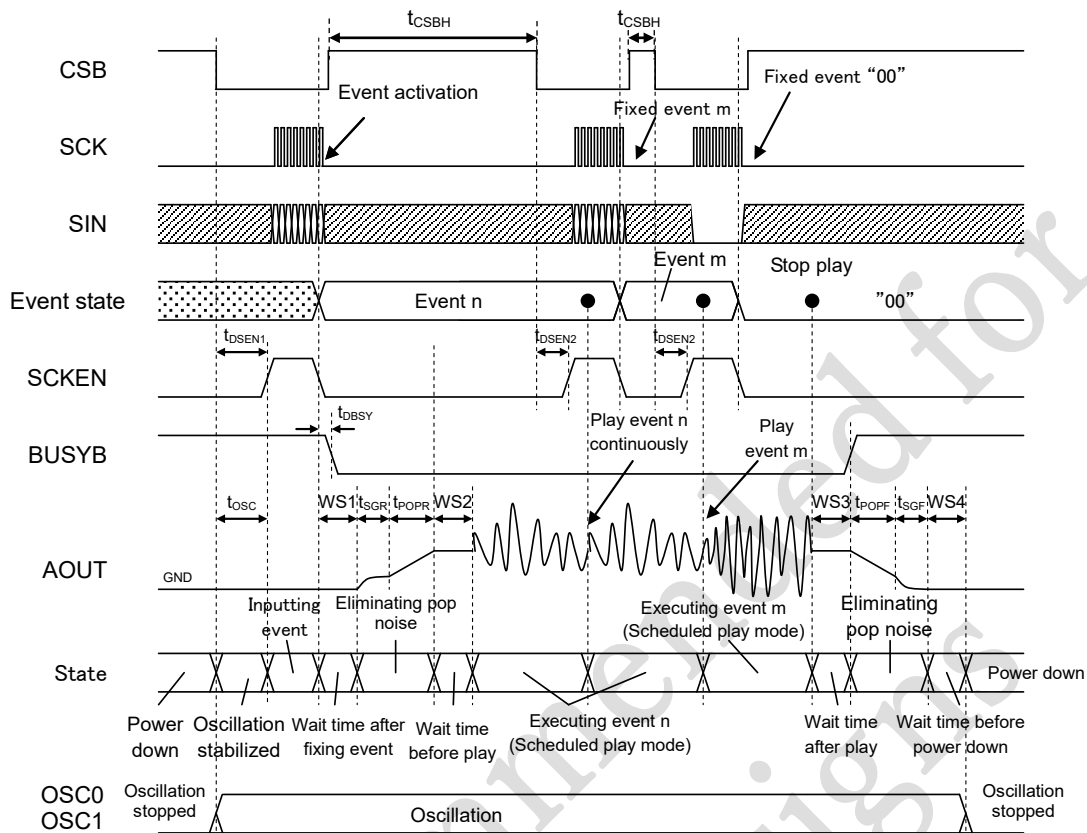 tCSBH
tCSBH
CSB
Event activation
Fixed event m
Fixed event “00”
SCK
SIN
Event m
Stop play
Event state
Event n
"00"
tDSEN1
tDSEN2
tDSEN2
SCKEN
tDBSY
Play event n
continuously
Play
event m
BUSYB
tOSC
WS1
tSGR
tPOPR
WS2
WS3
tPOPF
tSGF
WS4
AOUT
GND
Inputting
event
Eliminating pop
noise
Executing event m
(Scheduled play mode)
Eliminating
pop noise
State
Power down
Power
down
Oscillation
stabilized
Wait time after
fixing event
Wait time
before play
Executing event n
(Scheduled play mode)
Wait time
after play
Wait time before
power down
OSC0
OSC1
Oscillation
stopped
Oscillation
Oscillation
stopped